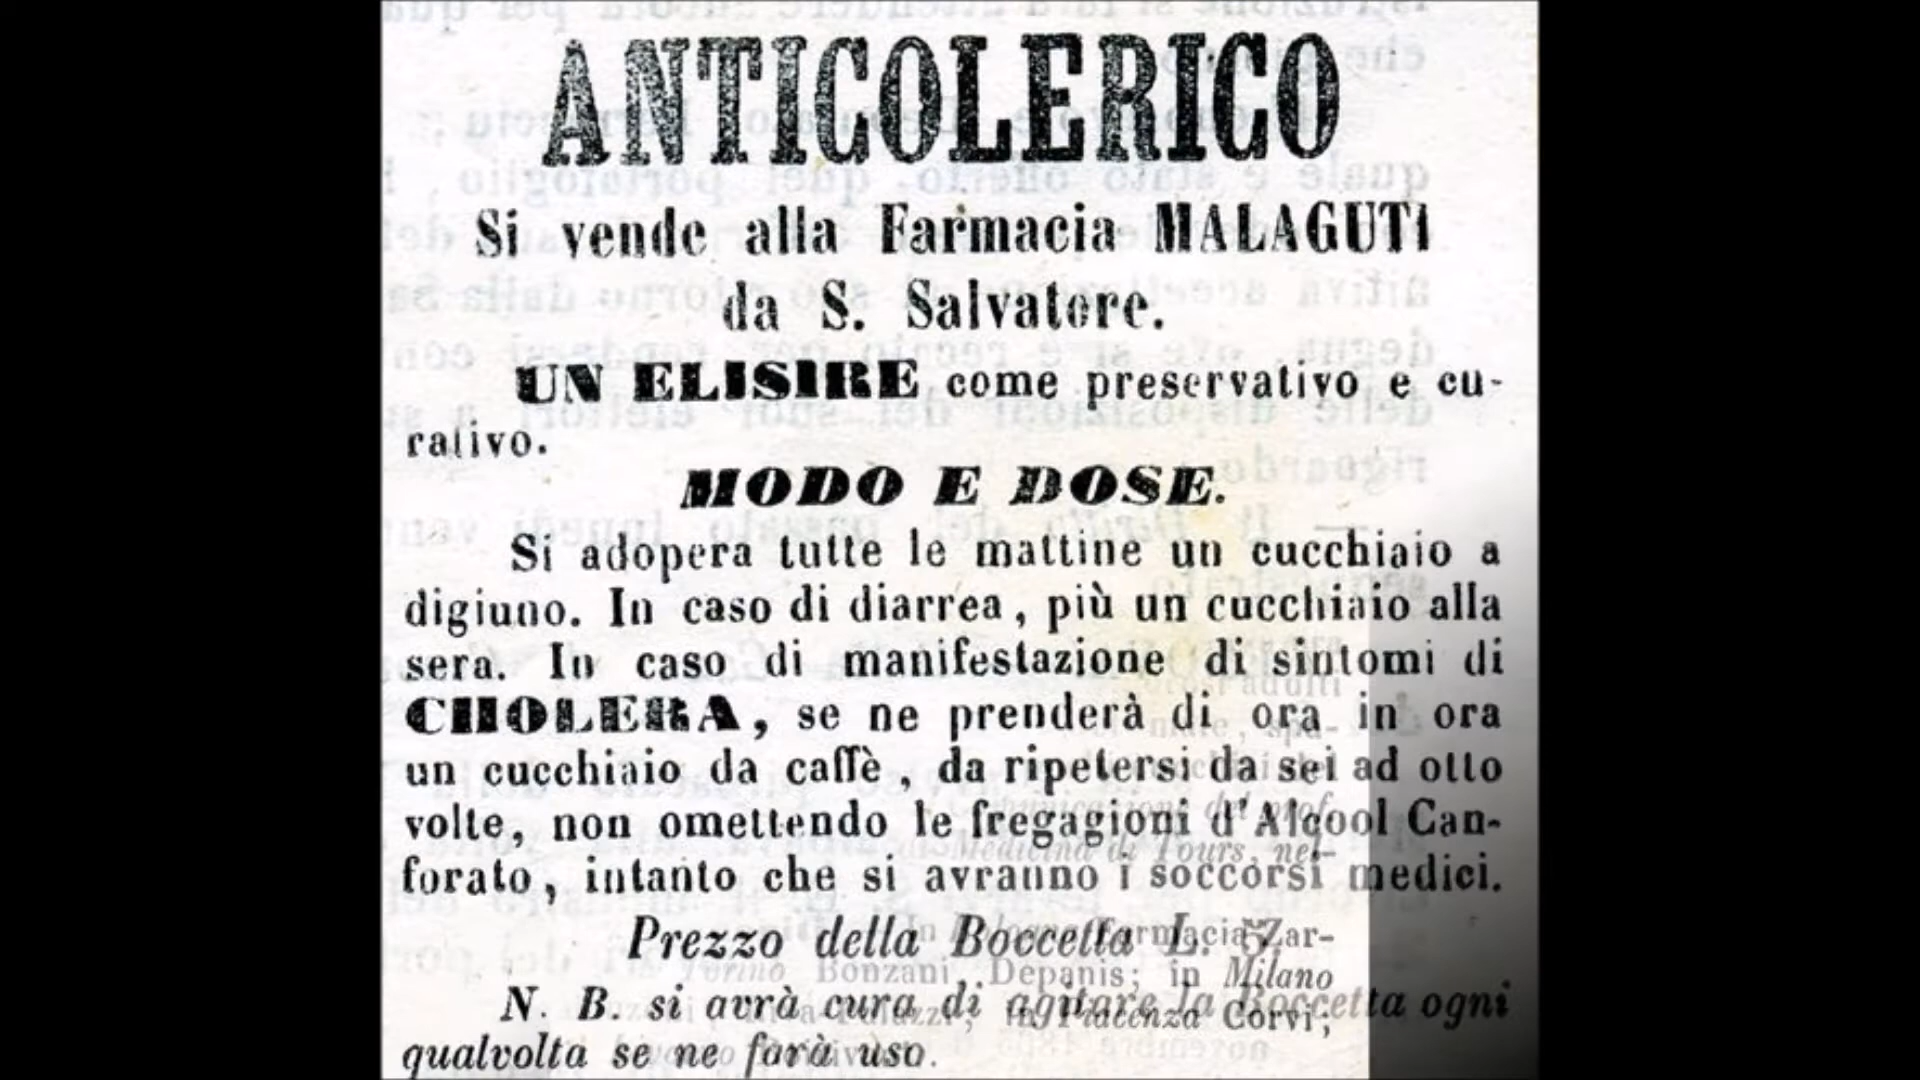 ANTICOLERICO
Si vende alla Farmacia MALAGUTI
da S. Salvatore.
UN ELISIRE come preservativo e cu-
rativo.
MODO E DOSE.
Si adopera tutte le mattine un cucchiaio a
digiuno. In caso di diarrea, più un cucchiaio alla
sera. In caso di manifestazione di sintomi di
CHOLERA, se ne prenderà di ora in ora
un cucchiaio da caffè, da ripetersi da sei ad otto
volte, non omettendo le fregagioni d'Alcool Can-
forato, intanto che si avranno i soccorsi medici.
Prezzo della Boccetta L. 5.
N. B. si avrà cura di agitare la Boccetta ogni
qualvolta se ne farà uso.